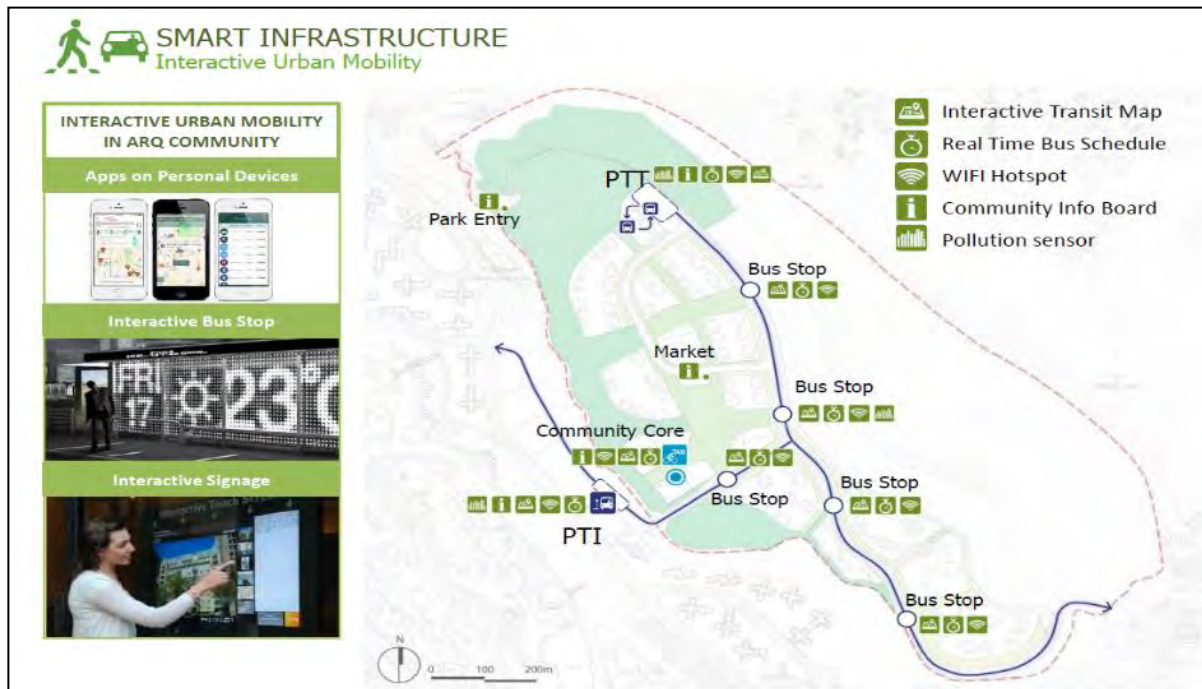 SMART INFRASTRUCTURE
Interactive Urban Mobility
INTERACTIVE URBAN MOBILITY
IN ARQ COMMUNITY
Apps on Personal Devices
Interactive Bus Stop
FRI
17
23°
Interactive Signage
Interactive Touch
PTT
Park Entry
Bus Stop
Market
Bus Stop
Community Core
Bus Stop
Bus Stop
PTI
Bus Stop
N
0 100 200m
Interactive Transit Map
Real Time Bus Schedule
WIFI Hotspot
Community Info Board
Pollution sensor